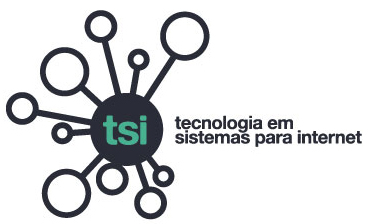 tsi
tecnologia em
sistemas para internet